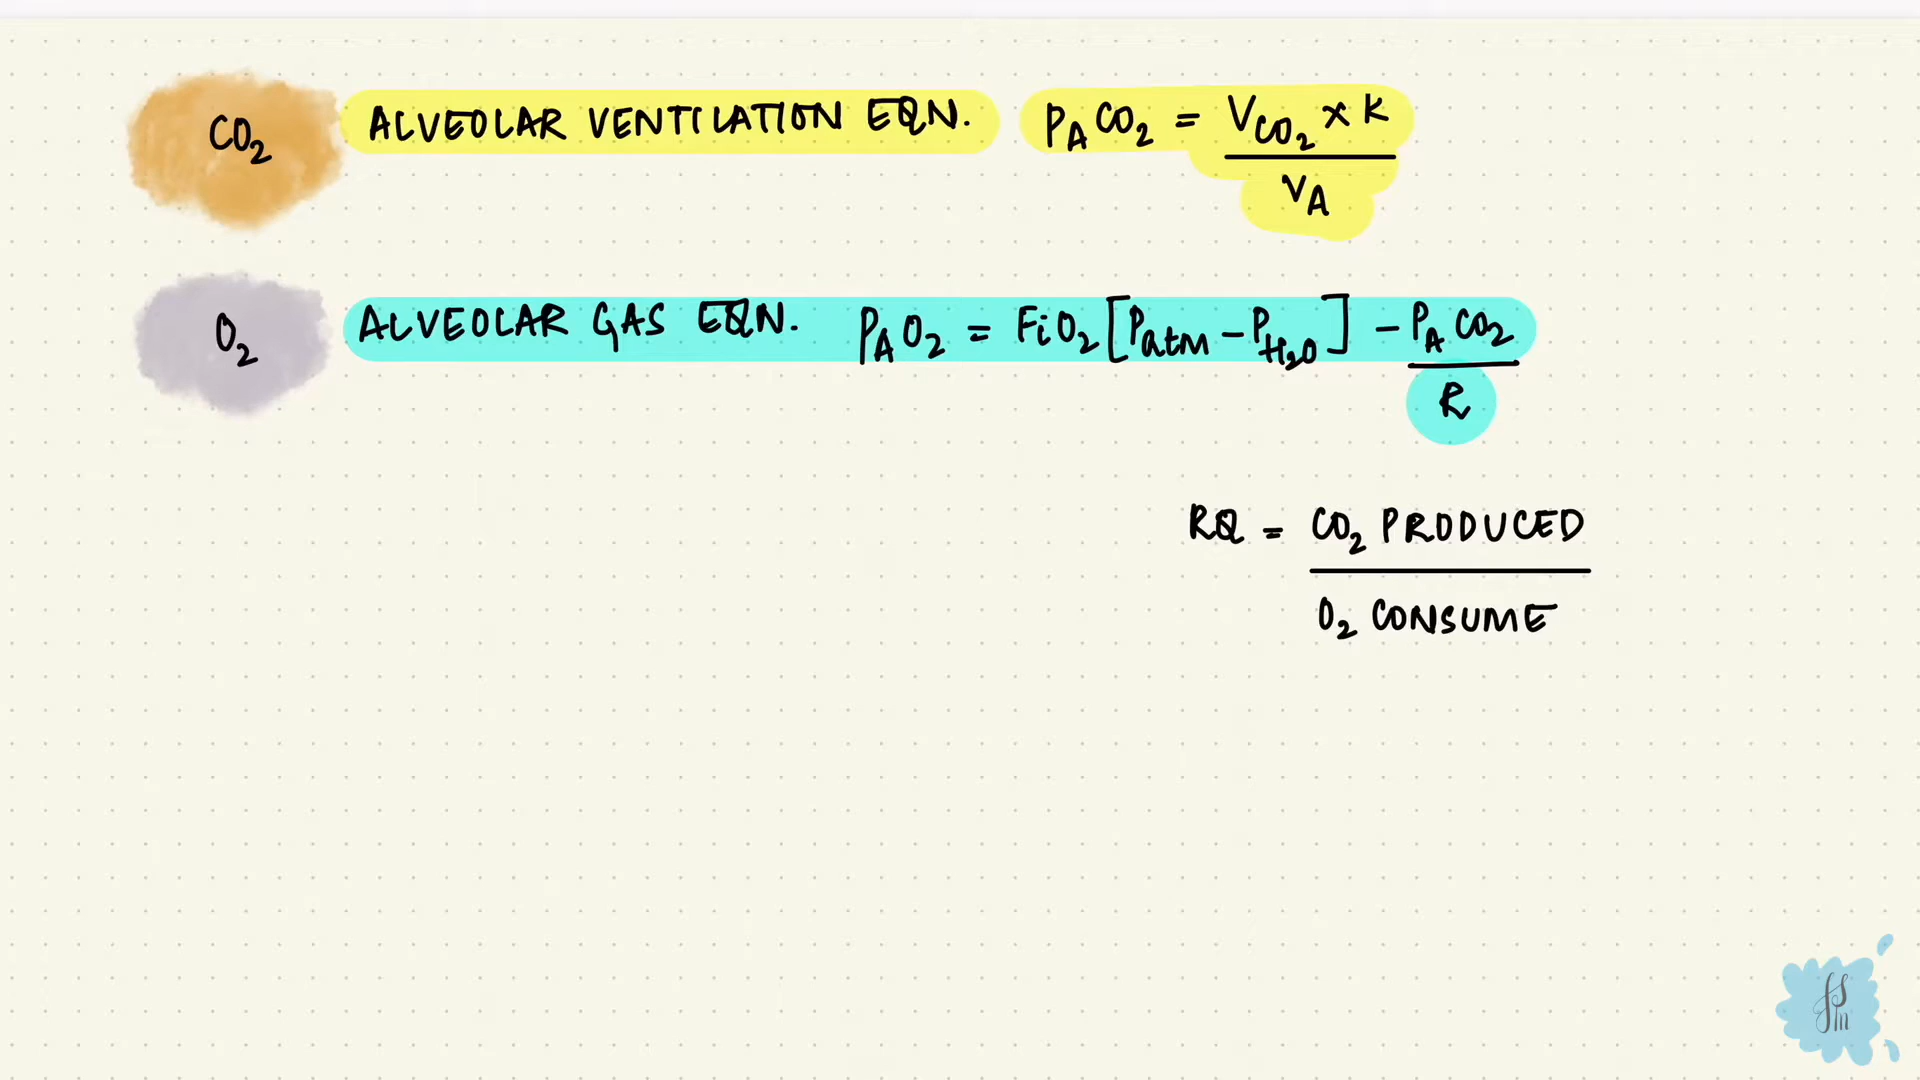 CO₂ ALVEOLAR VENTILATION EQN. PACO₂ = VCO₂ x K
VA
O₂ ALVEOLAR GAS EQN. PAO₂ = FiO₂ [Patm - PH₂O] - PACO₂
R
RQ = CO₂ PRODUCED
O₂ CONSUME